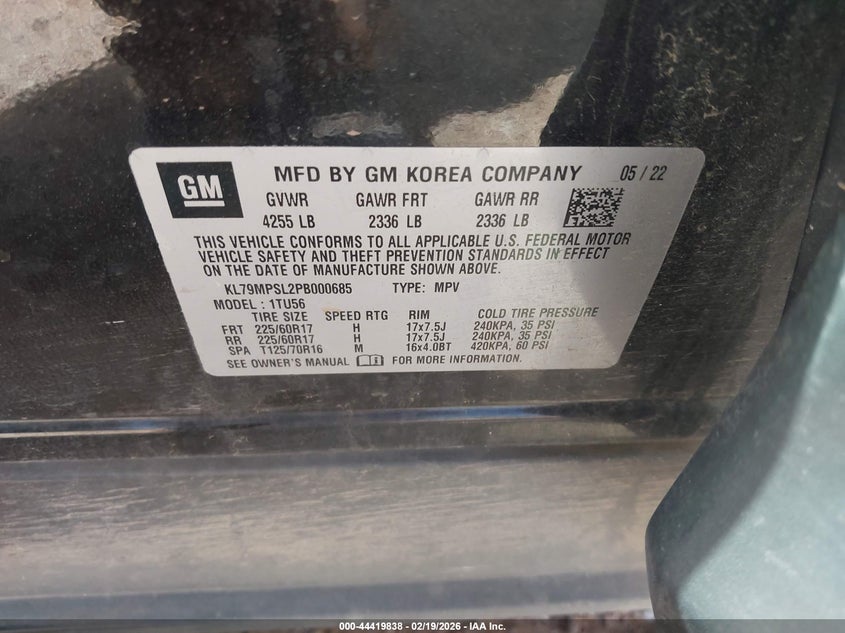 GM
MFD BY GM KOREA COMPANY 05 / 22
GVWR GAWR FRT GAWR RR
4255 LB 2336 LB 2336 LB
THIS VEHICLE CONFORMS TO ALL APPLICABLE U.S. FEDERAL MOTOR
VEHICLE SAFETY AND THEFT PREVENTION STANDARDS IN EFFECT
ON THE DATE OF MANUFACTURE SHOWN ABOVE.
KL79MPSL2PB000685 TYPE: MPV
MODEL : 1TU56
TIRE SIZE SPEED RTG RIM COLD TIRE PRESSURE
FRT 225/60R17 H 17x7.5J 240KPA, 35 PSI
RR 225/60R17 H 17x7.5J 240KPA, 35 PSI
SPA T125/70R16 M 16x4.0BT 420KPA, 60 PSI
SEE OWNER'S MANUAL FOR MORE INFORMATION.
000-44419838 - 02/19/2026 - IAA Inc.